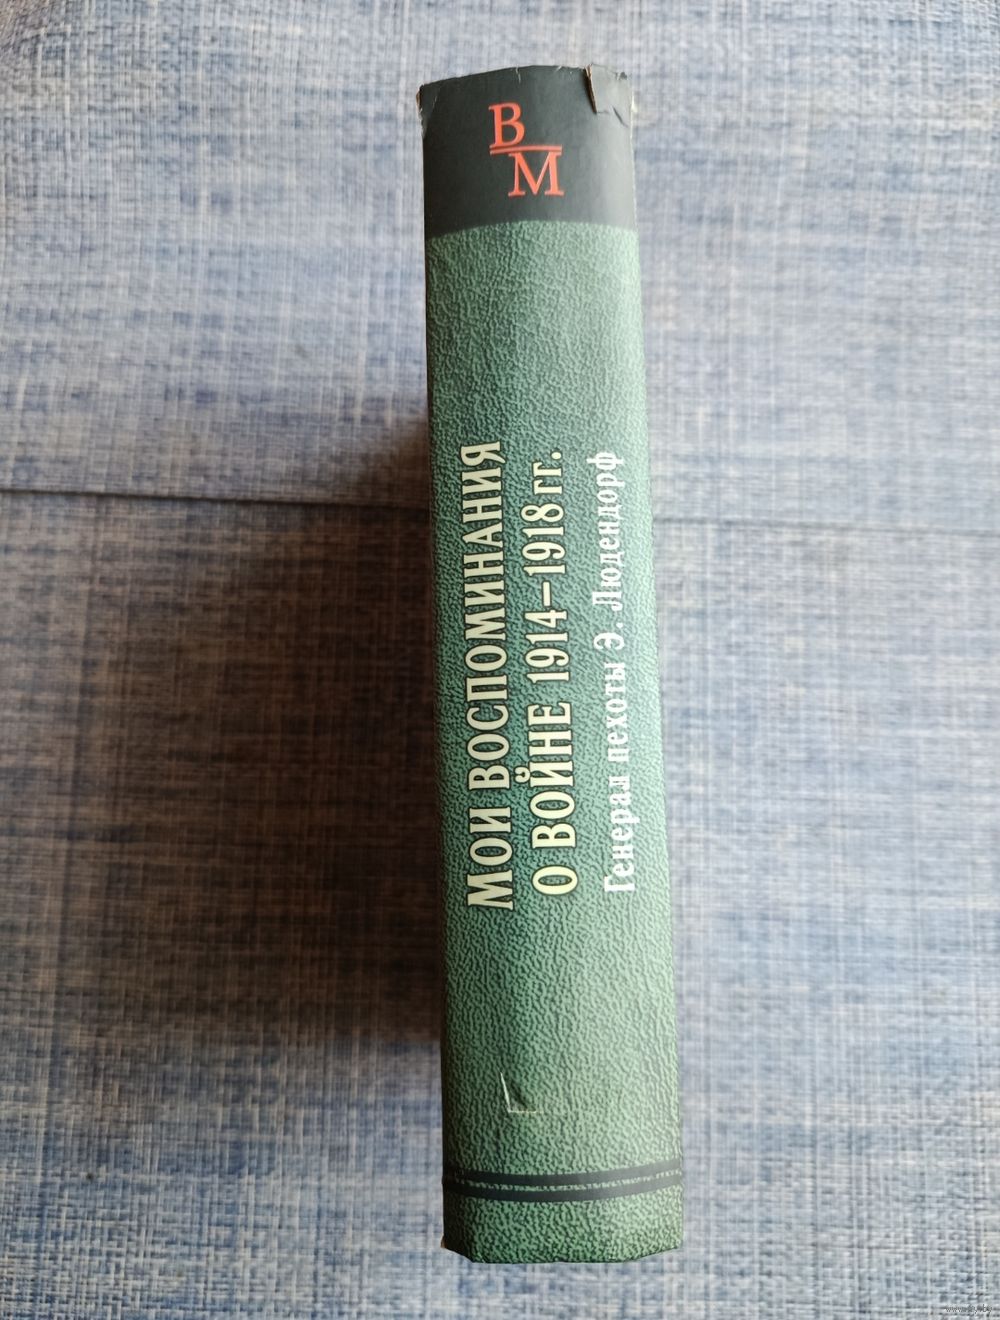 В
М
МОИ ВОСПОМИНАНИЯ
О ВОЙНЕ 1914–1918 гг.
Генерал пехоты Э. Людендорф